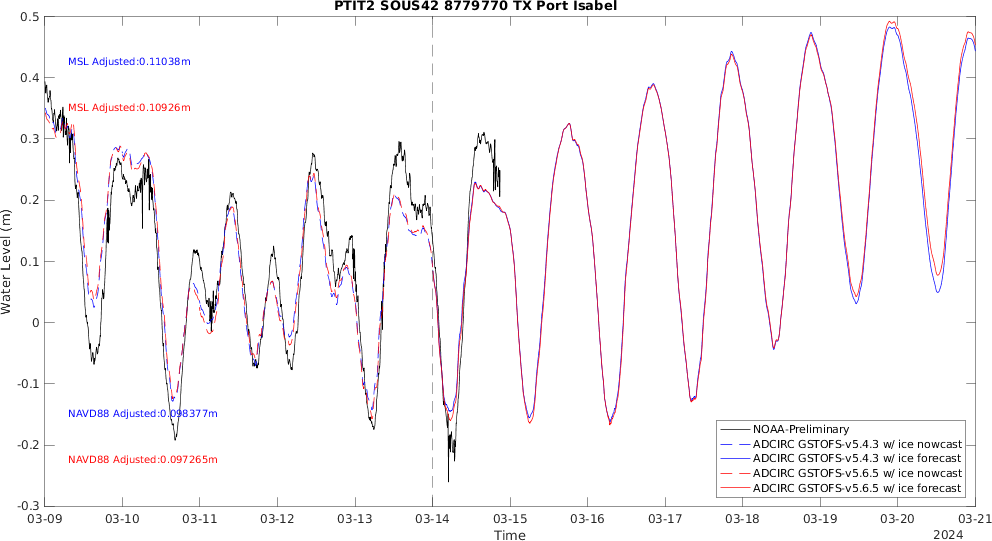 PTIT2 SOUS42 8779770 TX Port Isabel
Water Level (m)
0.5
0.4
0.3
0.2
0.1
0
-0.1
-0.2
-0.3
MSL Adjusted:0.11038m
MSL Adjusted:0.10926m
NAVD88 Adjusted:0.098377m
NAVD88 Adjusted:0.097265m
NOAA-Preliminary
ADCIRC GSTOFS-v5.4.3 w/ ice nowcast
ADCIRC GSTOFS-v5.4.3 w/ ice forecast
ADCIRC GSTOFS-v5.6.5 w/ ice nowcast
ADCIRC GSTOFS-v5.6.5 w/ ice forecast
03-09 03-10 03-11 03-12 03-13 03-14 03-15 03-16 03-17 03-18 03-19 03-20 03-21
Time
2024